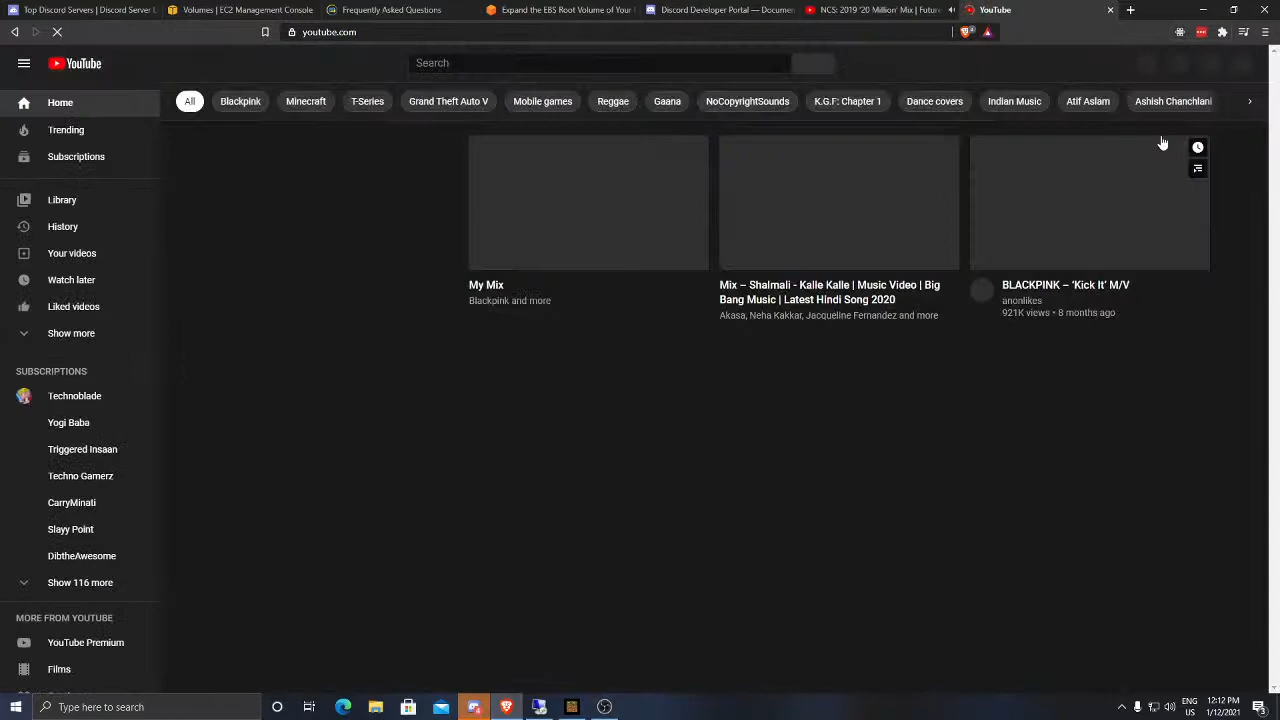 Top Discord Servers | Discord Server L
Volumes | EC2 Management Console
Frequently Asked Questions
Expand the EBS Root Volume of Your
Discord Developer Portal — Documen
NCS: 2019 '20 Million' Mix | Future
YouTube
youtube.com
YouTube
Search
All
Blackpink
Minecraft
T-Series
Grand Theft Auto V
Mobile games
Reggae
Gaana
NoCopyrightSounds
K.G.F: Chapter 1
Dance covers
Indian Music
Atif Aslam
Ashish Chanchlani
Home
Trending
Subscriptions
Library
History
Your videos
Watch later
Liked videos
Show more
SUBSCRIPTIONS
Technoblade
Yogi Baba
Triggered Insaan
Techno Gamerz
CarryMinati
Slayy Point
DibtheAwesome
Show 116 more
MORE FROM YOUTUBE
YouTube Premium
Films
My Mix
Blackpink and more
Mix – Shalmali - Kalle Kalle | Music Video | Big
Bang Music | Latest Hindi Song 2020
Akasa, Neha Kakkar, Jacqueline Fernandez and more
BLACKPINK – 'Kick It' M/V
anonlikes
921K views • 8 months ago
Type here to search
ENG
US
12:12 PM
1/12/2021